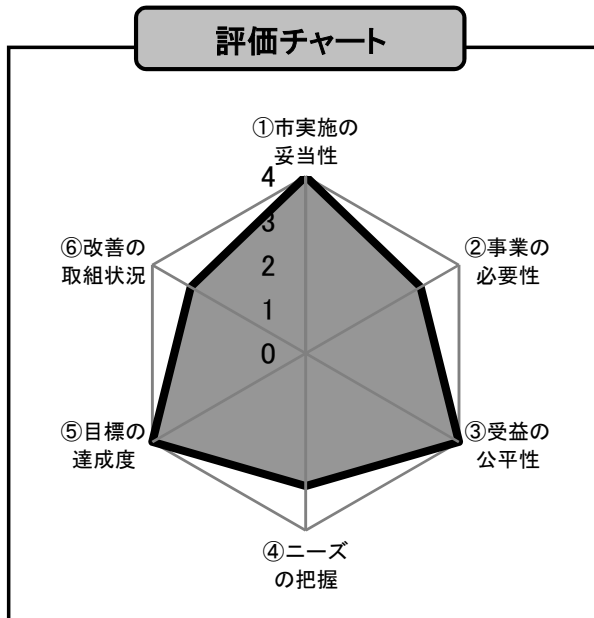 評価チャート
①市実施の
妥当性
4
3
2
1
0
②事業の
必要性
③受益の
公平性
④ニーズ
の把握
⑤目標の
達成度
⑥改善の
取組状況